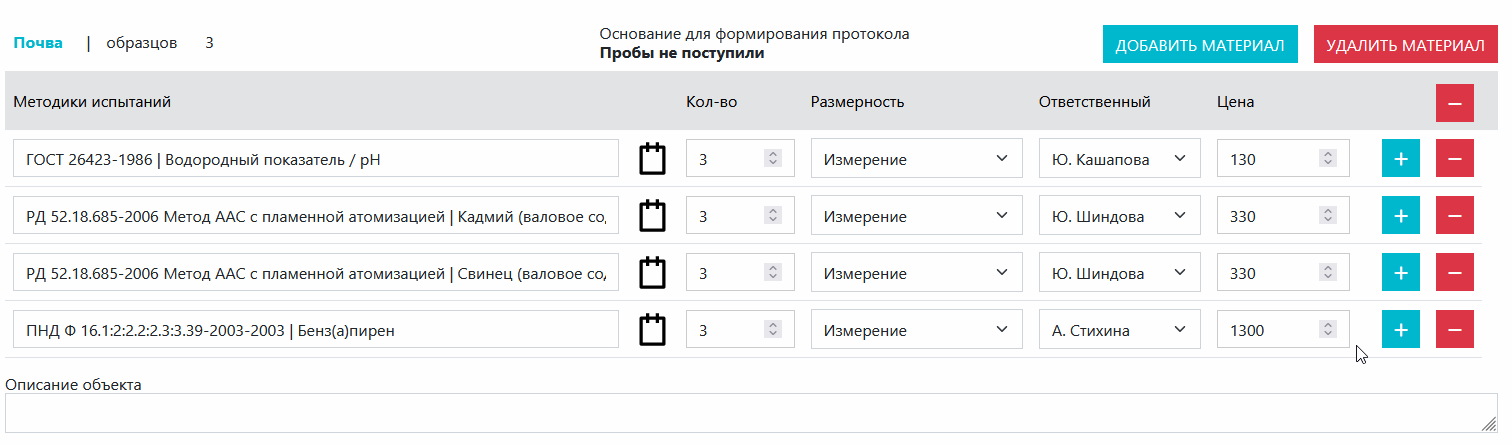 Почва | образцов 3
Основание для формирования протокола
Пробы не поступили
ДОБАВИТЬ МАТЕРИАЛ
УДАЛИТЬ МАТЕРИАЛ
Методики испытаний Кол-во Размерность Ответственный Цена
ГОСТ 26423-1986 | Водородный показатель / pH 3 Измерение Ю. Кашапова 130
РД 52.18.685-2006 Метод ААС с пламенной атомизацией | Кадмий (валовое 3 Измерение Ю. Шиндова 330
РД 52.18.685-2006 Метод ААС с пламенной атомизацией | Свинец (валовое 3 Измерение Ю. Шиндова 330
ПНД Ф 16.1:2:2.2:2.3:3.39-2003-2003 | Бенз(а)пирен 3 Измерение А. Стихина 1300
Описание объекта